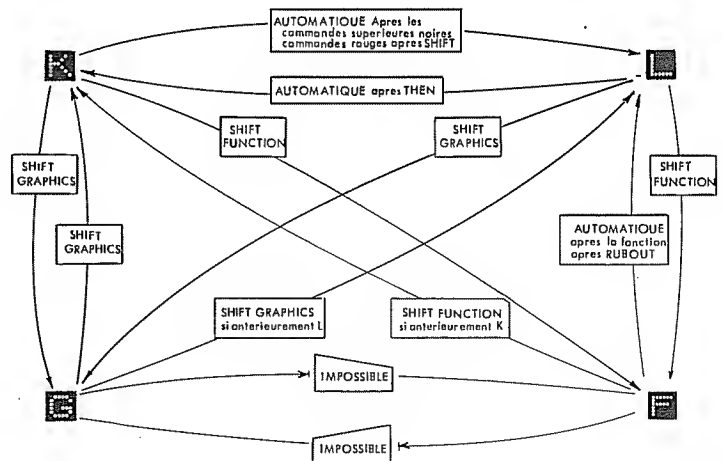 AUTOMATIQUE Apres les
commandes superieures noires
commandes rouges après SHIFT
K
L
AUTOMATIQUE apres THEN
SHIFT
FUNCTION
SHIFT
GRAPHICS
SHIFT
GRAPHICS
SHIFT
FUNCTION
SHIFT
GRAPHICS
AUTOMATIQUE
apres la fonction
apres RUBOUT
SHIFT GRAPHICS
si anterieurement L
SHIFT FUNCTION
si anterieurement K
IMPOSSIBLE
G
F
IMPOSSIBLE